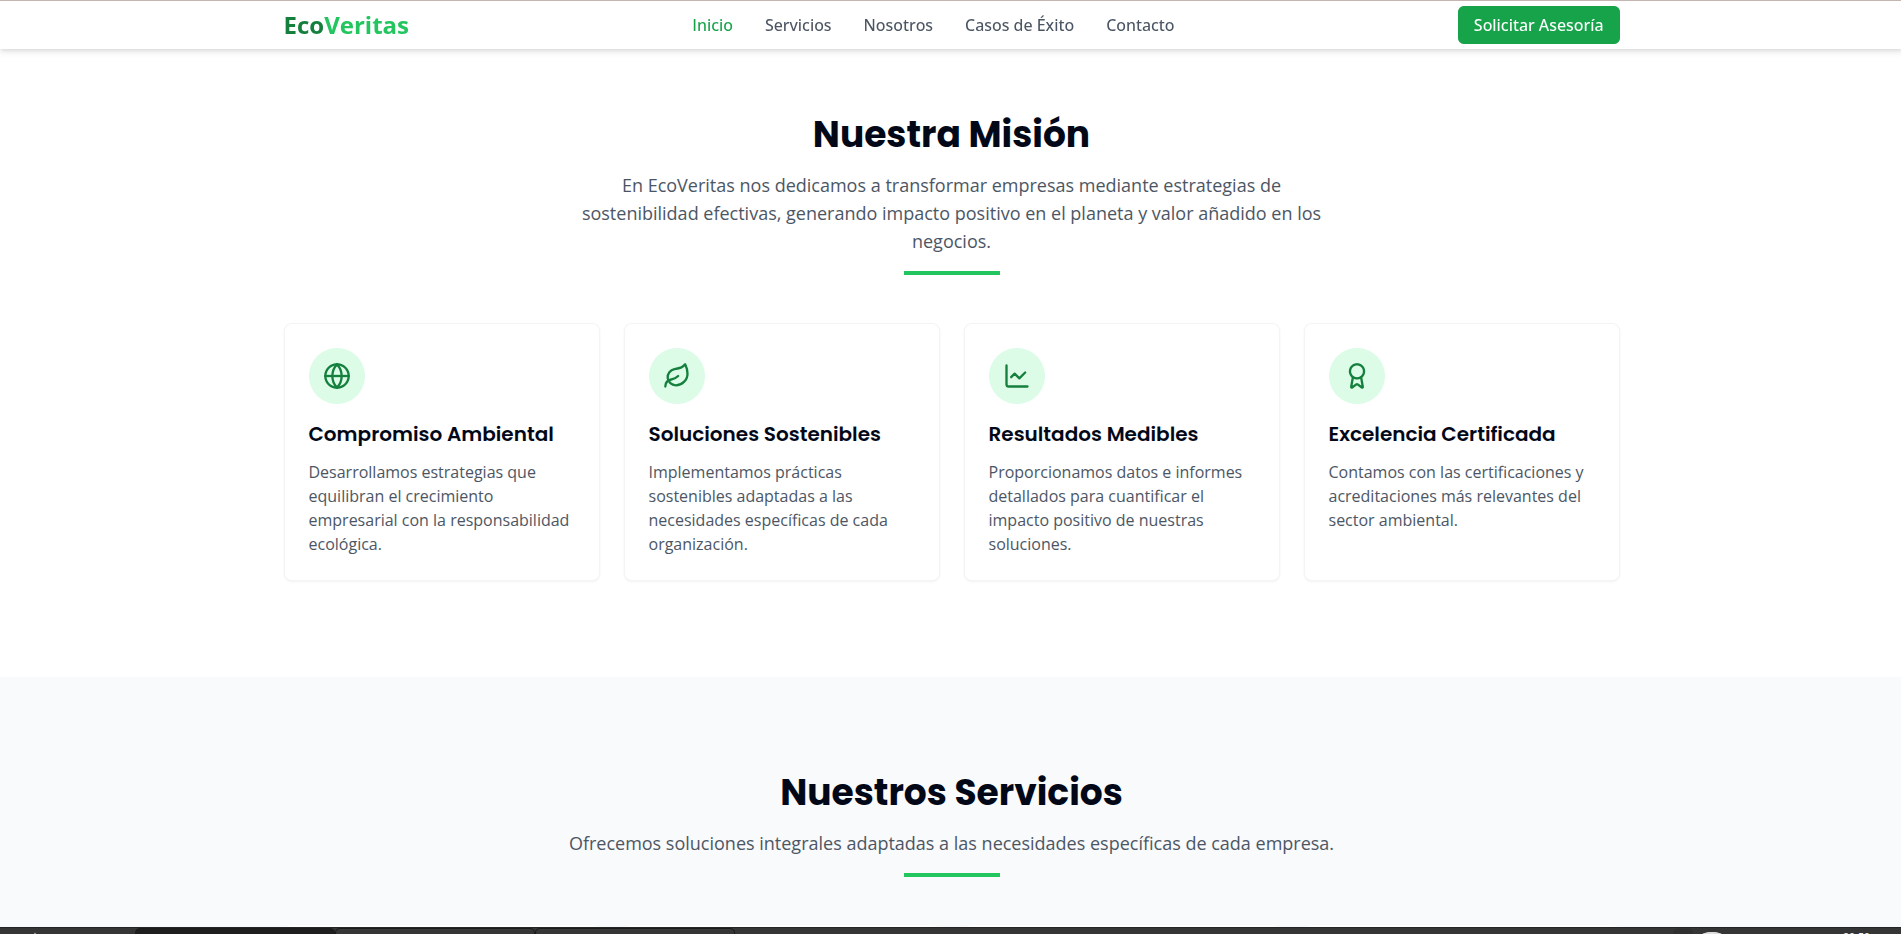 EcoVeritas
Inicio
Servicios
Nosotros
Casos de Éxito
Contacto
Solicitar Asesoría
Nuestra Misión
En EcoVeritas nos dedicamos a transformar empresas mediante estrategias de
sostenibilidad efectivas, generando impacto positivo en el planeta y valor añadido en los
negocios.
Compromiso Ambiental
Desarrollamos estrategias que
equilibran el crecimiento
empresarial con la responsabilidad
ecológica.
Soluciones Sostenibles
Implementamos prácticas
sostenibles adaptadas a las
necesidades específicas de cada
organización.
Resultados Medibles
Proporcionamos datos e informes
detallados para cuantificar el
impacto positivo de nuestras
soluciones.
Excelencia Certificada
Contamos con las certificaciones y
acreditaciones más relevantes del
sector ambiental.
Nuestros Servicios
Ofrecemos soluciones integrales adaptadas a las necesidades específicas de cada empresa.